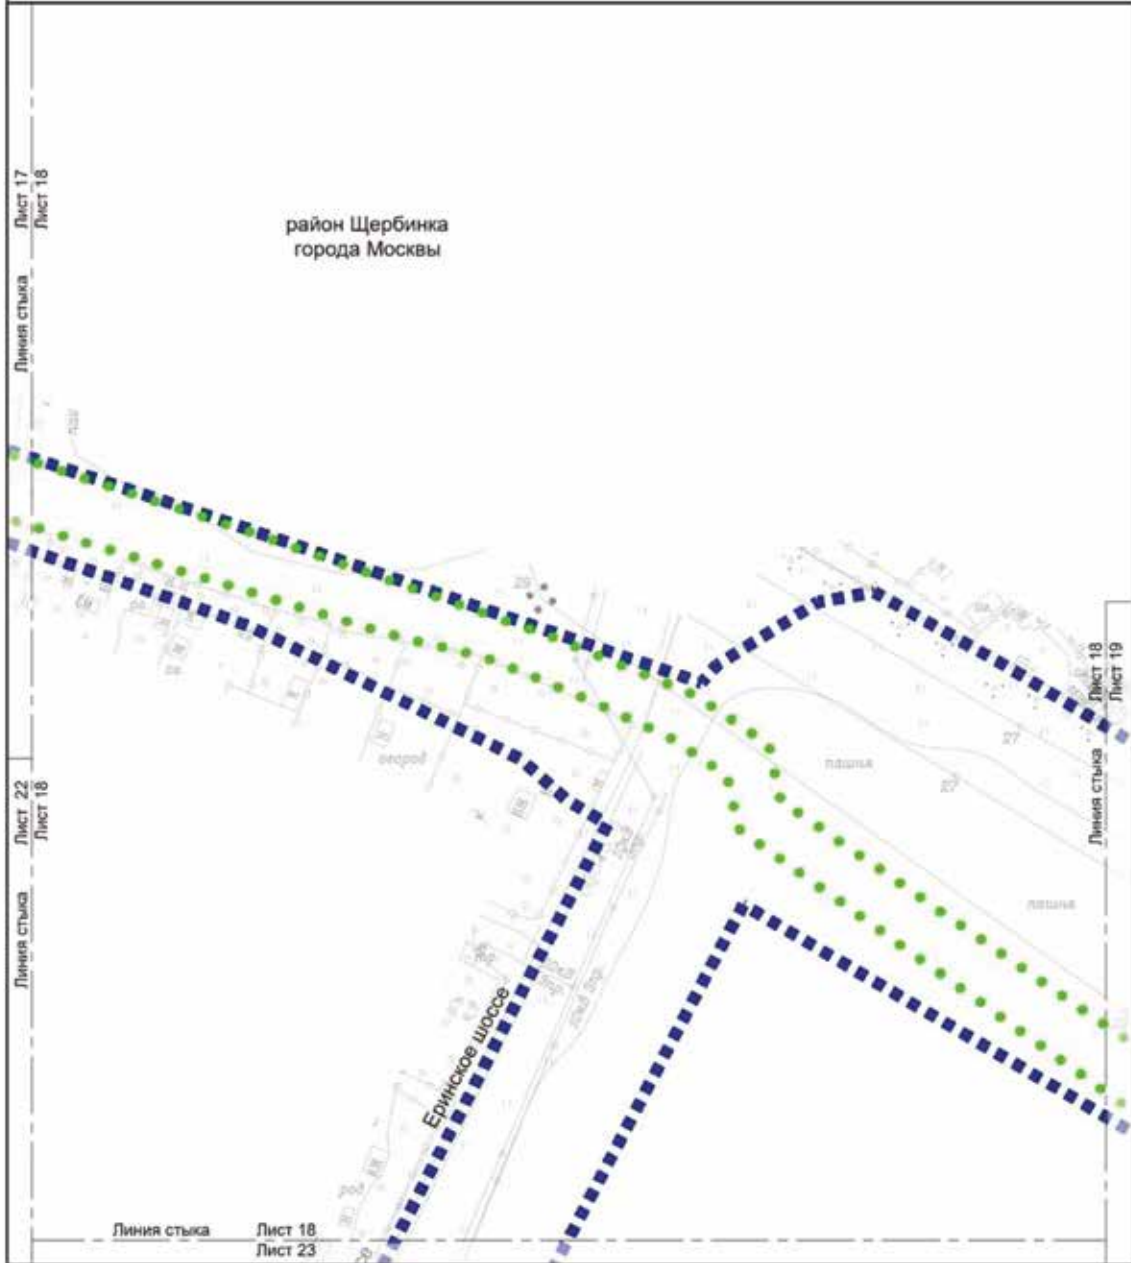 Лист 17
Лист 18
Линия стыка
район Щербинка
города Москвы
пашня
27
пашня
огород
Лист 18
Лист 19
Линия стыка
Лист 22
Лист 18
Линия стыка
Еринское шоссе
Линия стыка
Лист 18
Лист 23